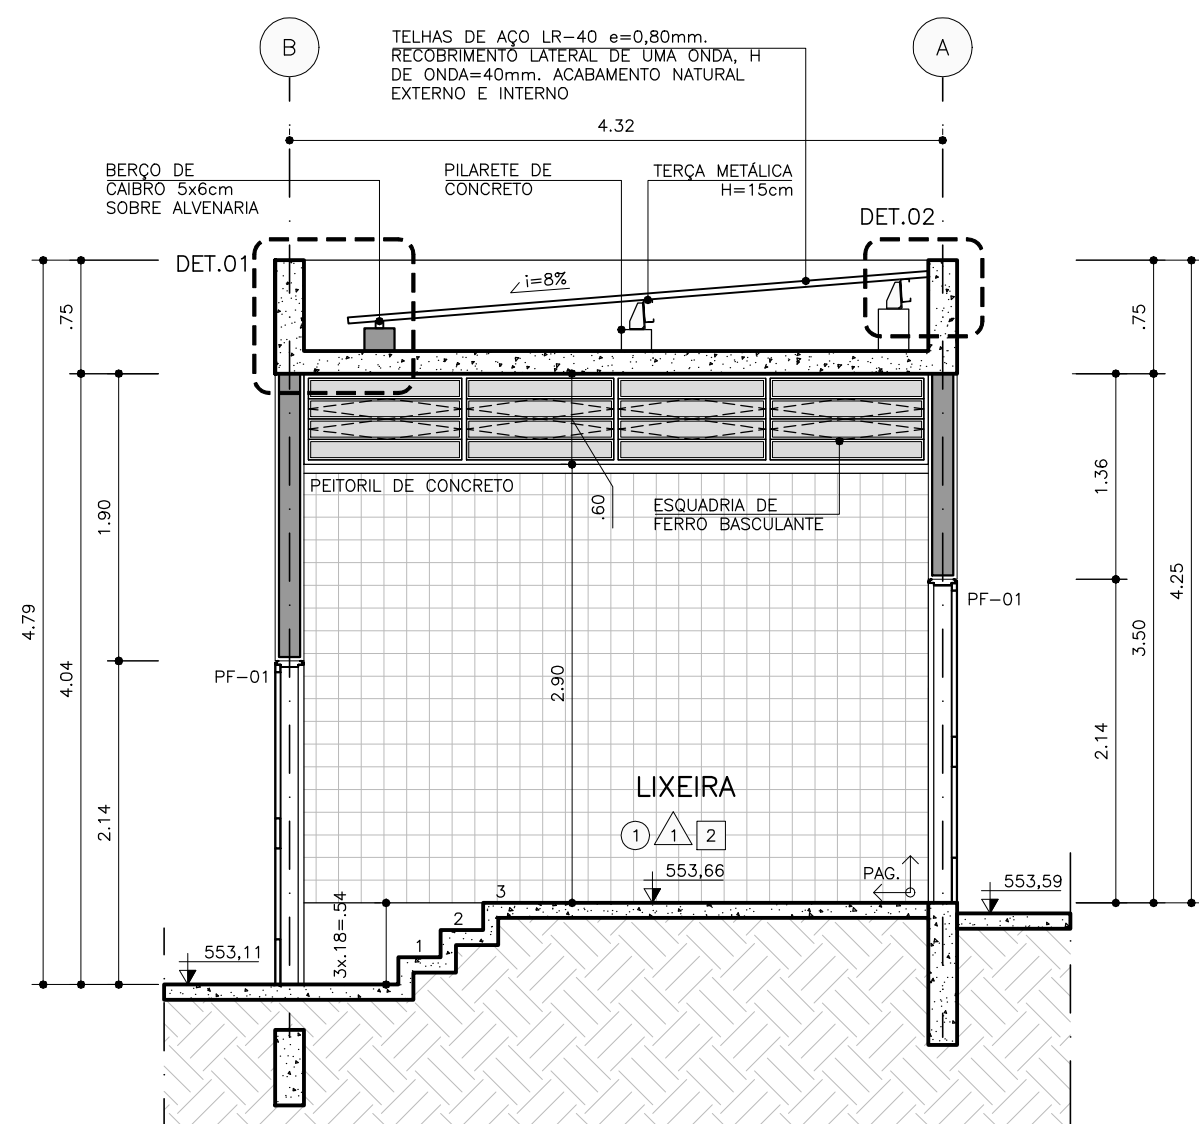 B
A
TELHAS DE AÇO LR-40 e=0,80mm.
RECOBRIMENTO LATERAL DE UMA ONDA, H
DE ONDA=40mm. ACABAMENTO NATURAL
EXTERNO E INTERNO
4.32
BERÇO DE
CAIBRO 5x6cm
SOBRE ALVENARIA
PILARETE DE
CONCRETO
TERÇA METÁLICA
H=15cm
DET.02
DET.01
i=8%
.75
.75
PEITORIL DE CONCRETO
.60
ESQUADRIA DE
FERRO BASCULANTE
1.90
1.36
4.79
4.04
4.25
3.50
PF-01
PF-01
2.90
2.14
2.14
LIXEIRA
1
1
2
553,66
PAG.
553,59
3x.18=.54
3
2
1
553,11